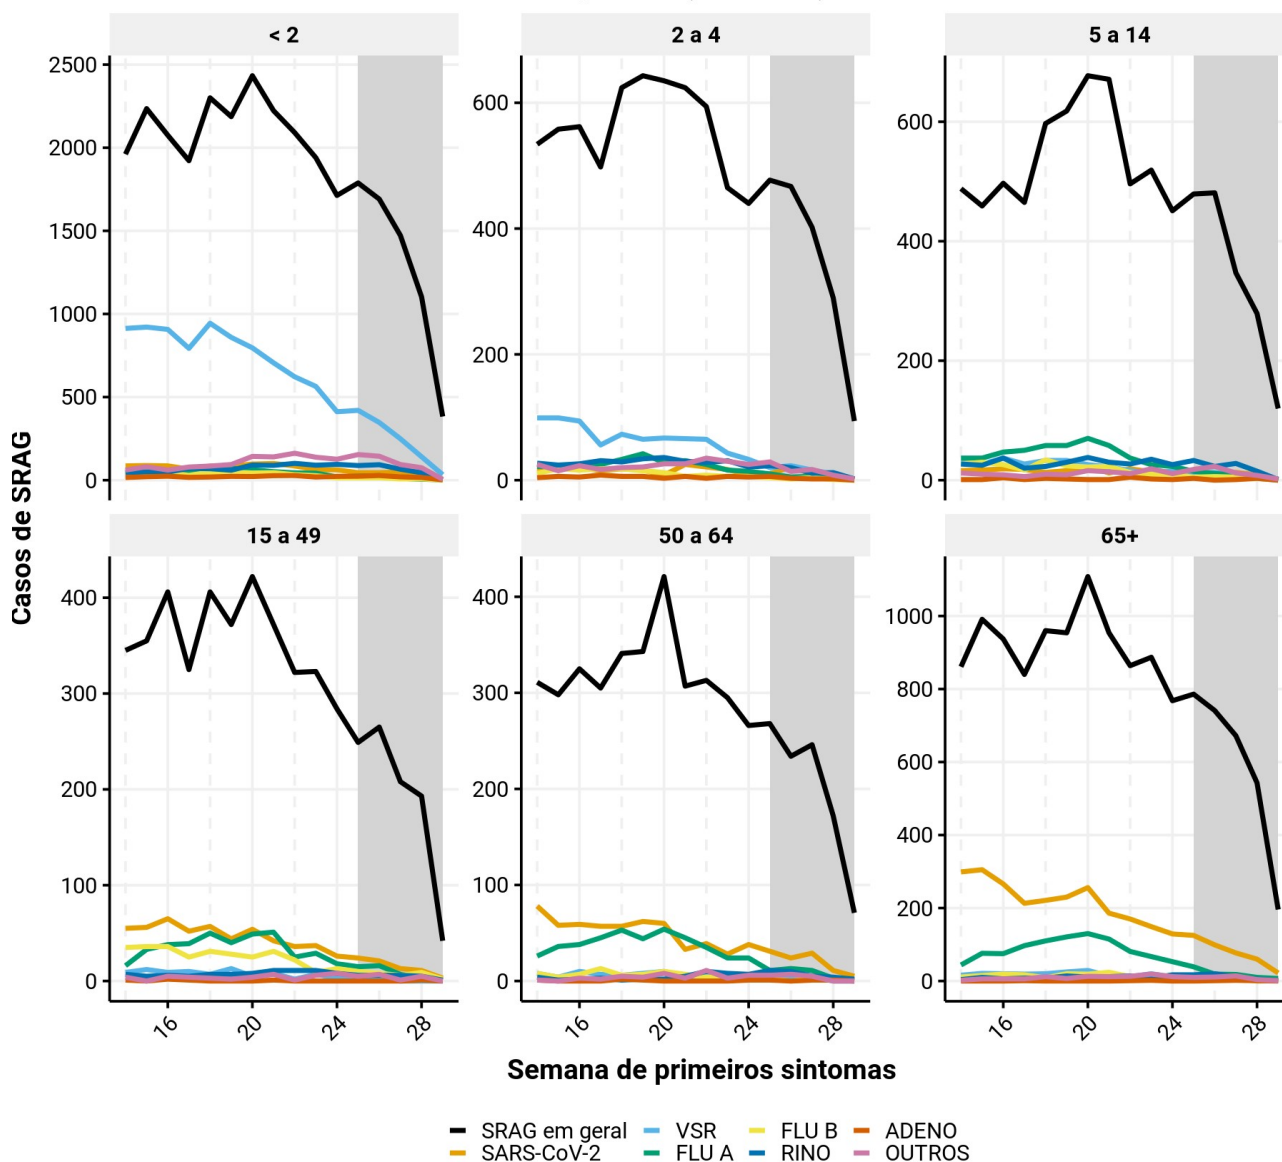 < 2
2 a 4
5 a 14
2500
2000
1500
1000
500
0
600
400
200
0
600
400
200
0
15 a 49
50 a 64
65+
400
300
200
100
0
400
300
200
100
0
1000
800
600
400
200
0
16 20 24 28
16 20 24 28
16 20 24 28
Casos de SRAG
Semana de primeiros sintomas
SRAG em geral VSR FLU B ADENO
SARS-CoV-2 FLU A RINO OUTROS